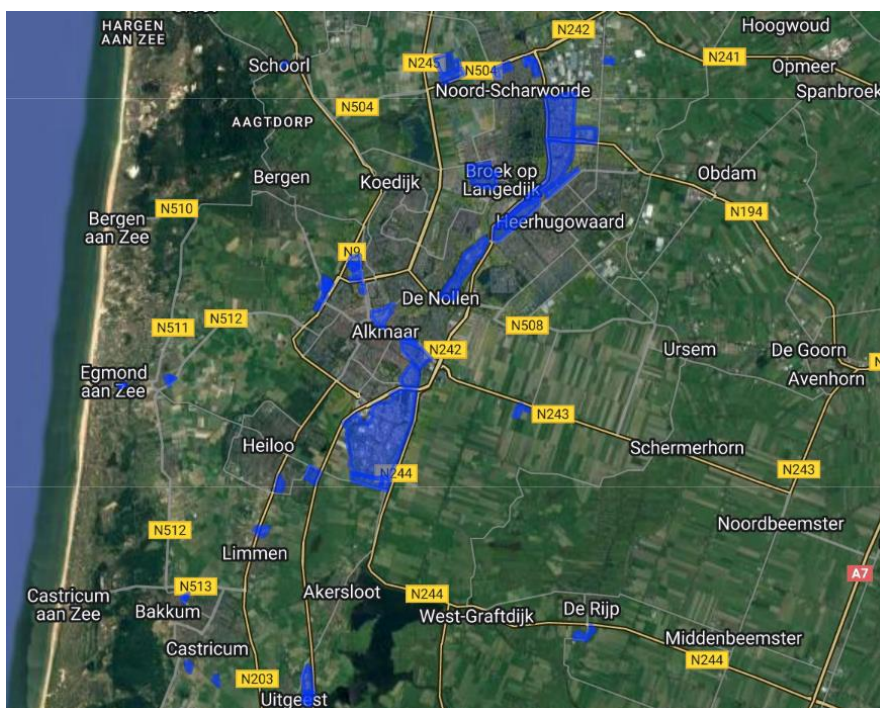 HARGEN
AAN ZEE
N242
Hoogwoud
Schoorl
N245
N504
N241
Opmeer
Noord-Scharwoude
Spanbroek
N504
AAGTDORP
Bergen
Koedijk
Broek op
Langedijk
Obdam
N510
Bergen
aan Zee
Heerhugowaard
N194
N9
De Nollen
N512
N511
Alkmaar
N508
N242
Ursem
De Goorn
Egmond
aan Zee
Avenhorn
N243
Heiloo
Schermerhorn
N244
N243
N512
Noordbeemster
Limmen
A7
N513
Akersloot
N244
Castricum
aan Zee
Bakkum
West-Graftdijk
De Rijp
Middenbeemster
Castricum
N244
N203
Uitgeest